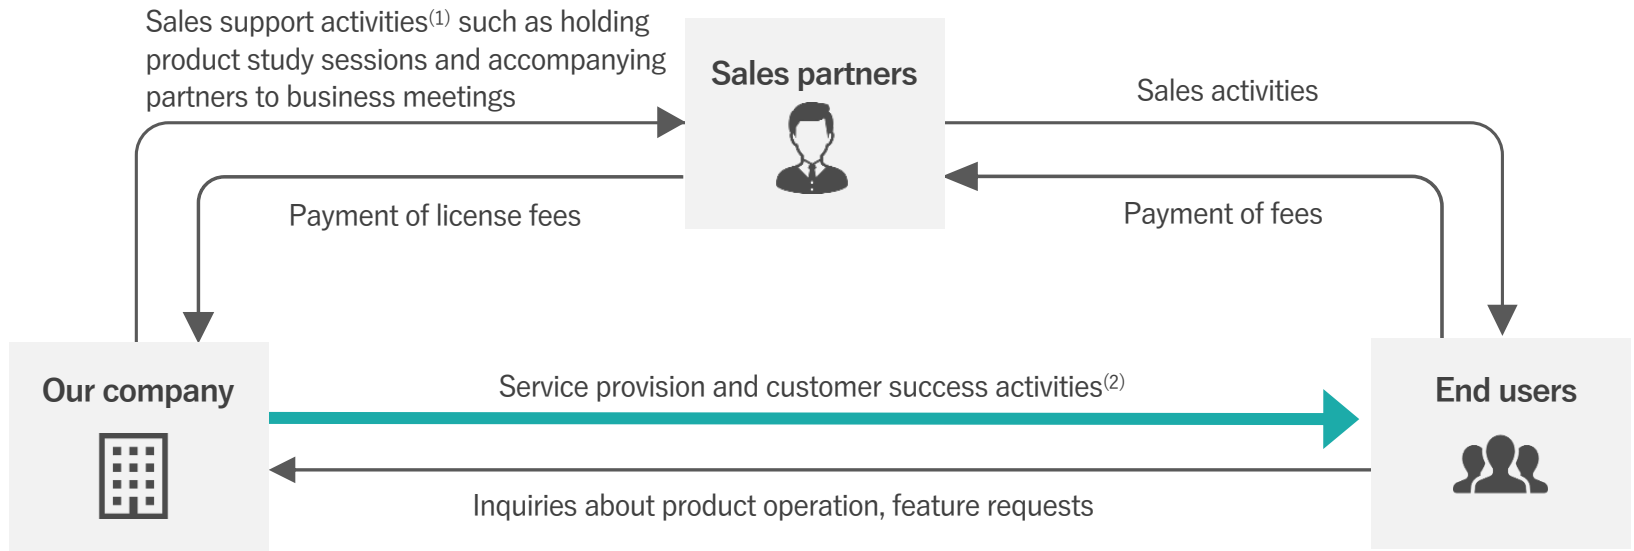 Sales support activities(1) such as holding
product study sessions and accompanying
partners to business meetings
Sales partners
Sales activities
Payment of license fees
Payment of fees
Our company
Service provision and customer success activities(2)
End users
Inquiries about product operation, feature requests